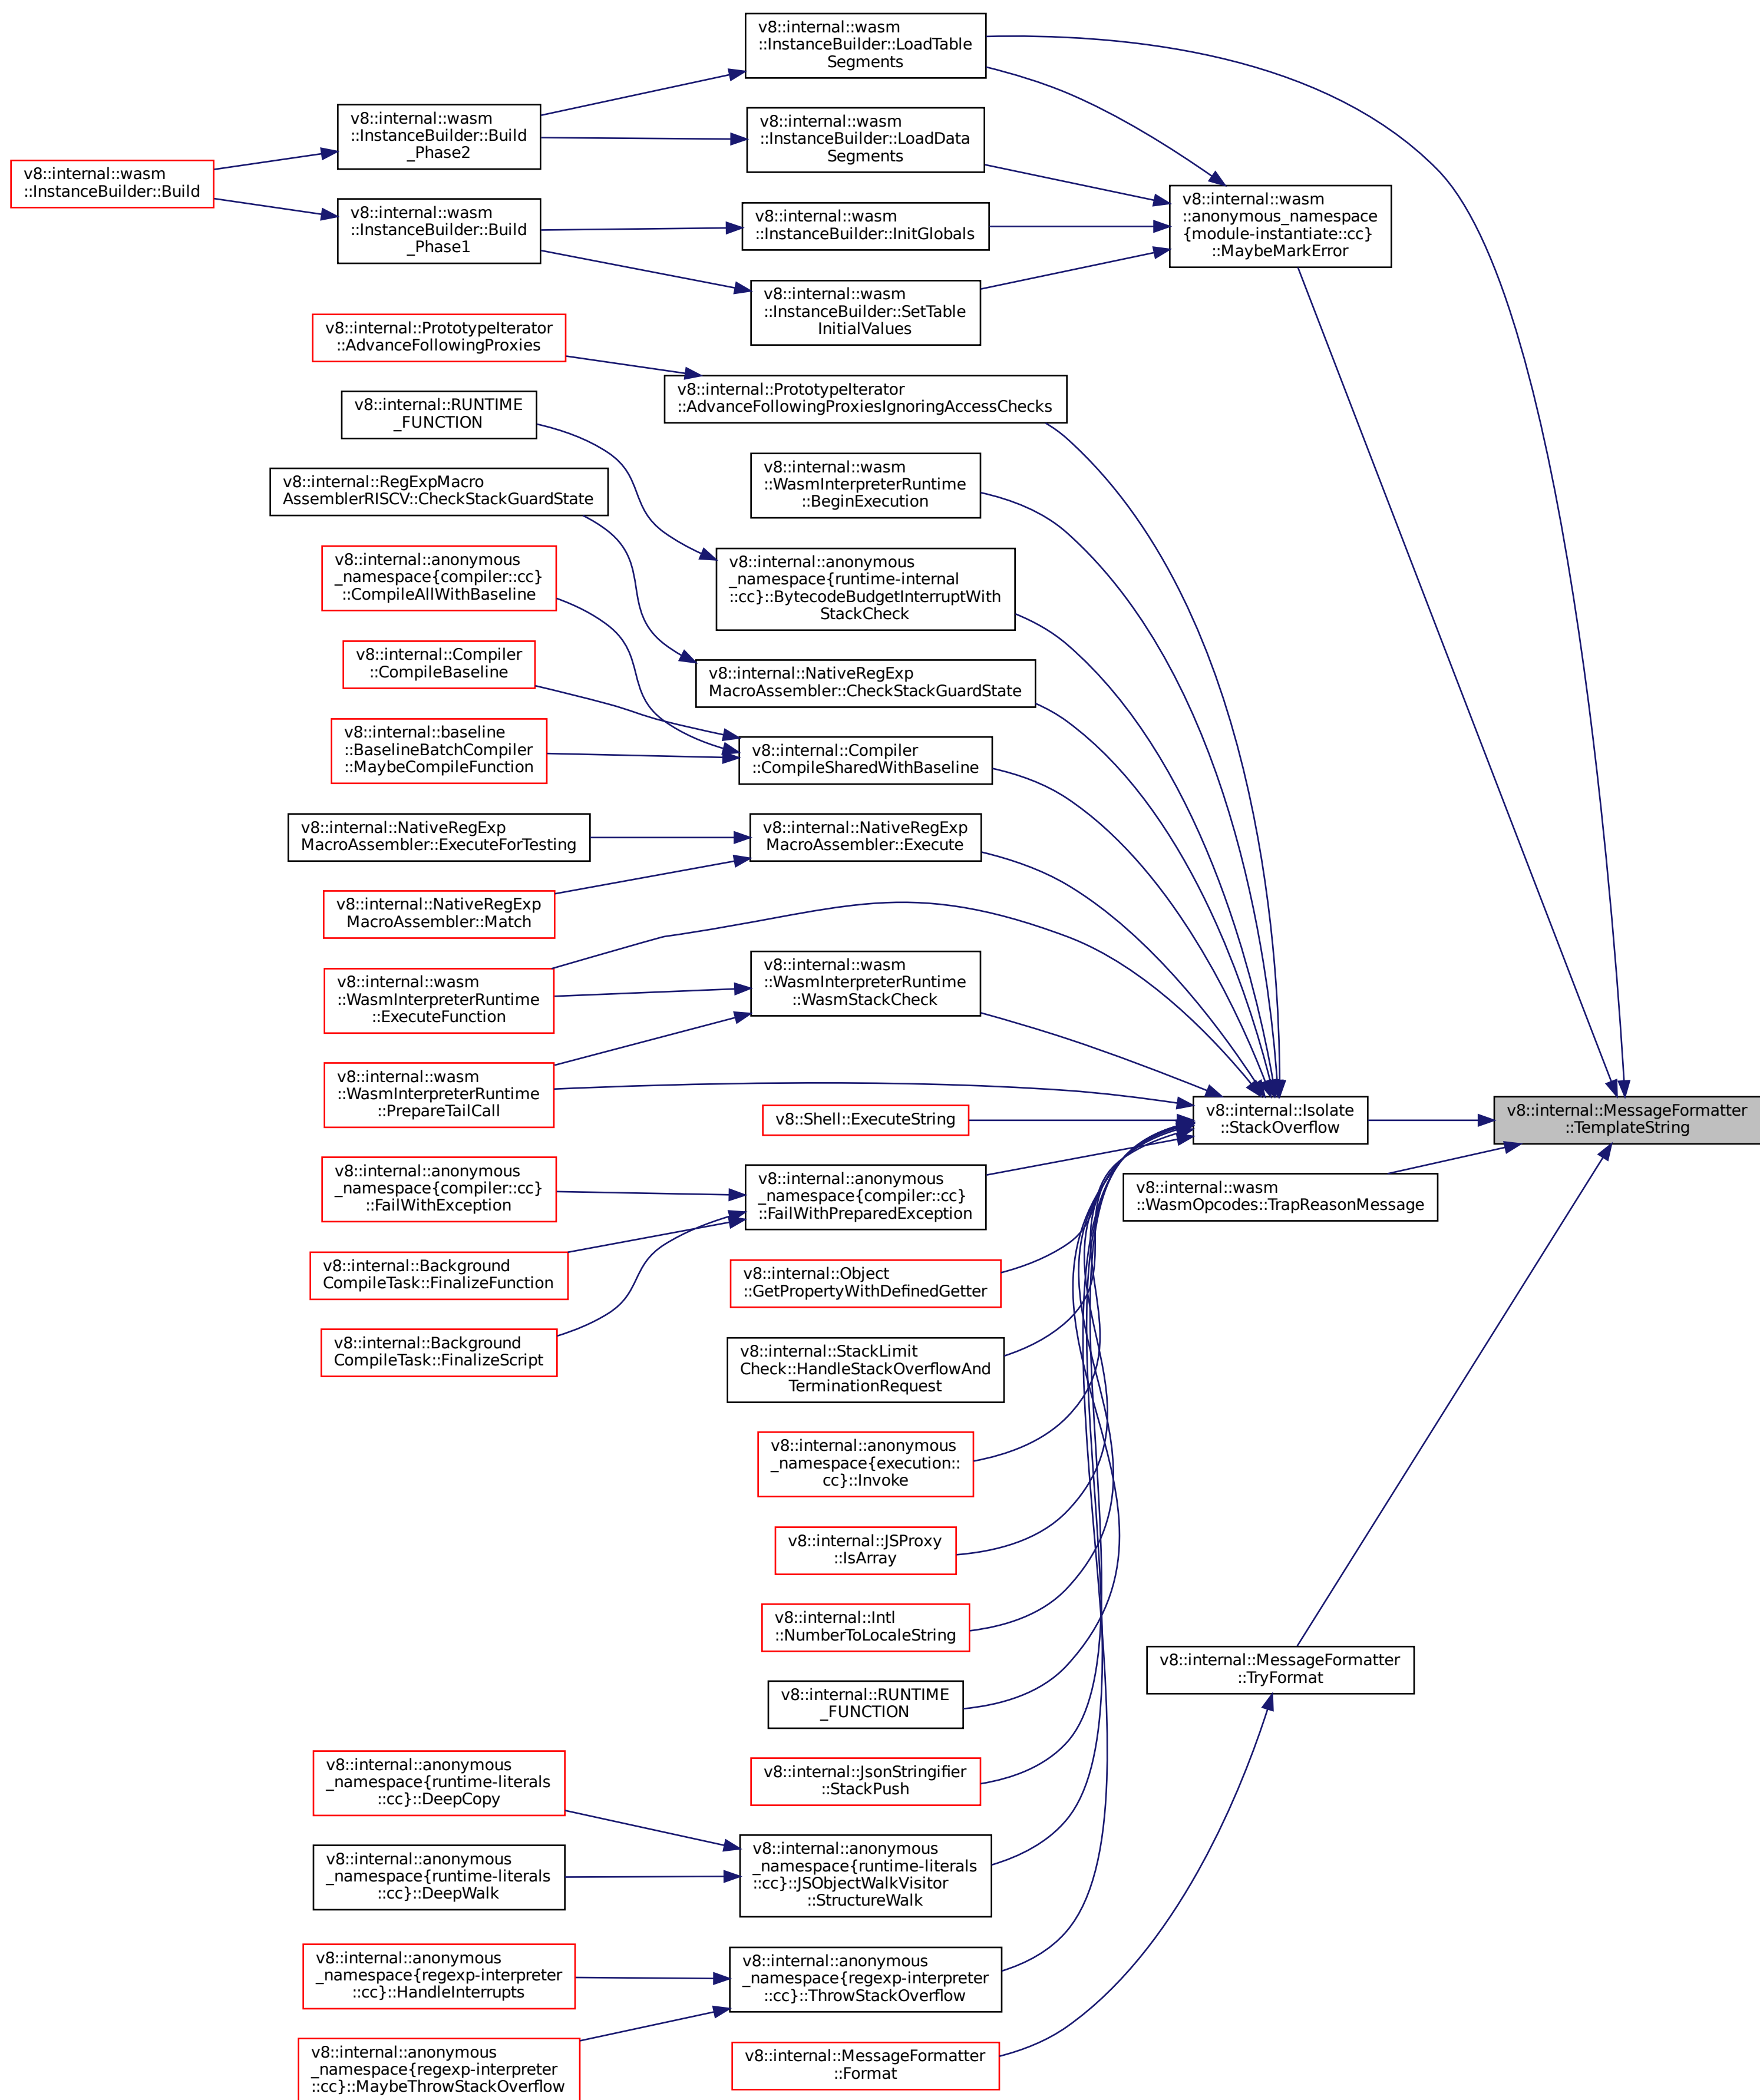 v8::internal::wasm
::InstanceBuilder::LoadTable
Segments
v8::internal::wasm
::InstanceBuilder::Build
_Phase2
v8::internal::wasm
::InstanceBuilder::LoadData
Segments
v8::internal::wasm
::InstanceBuilder::Build
v8::internal::wasm
::anonymous_namespace
{module-instantiate::cc}
::MaybeMarkError
v8::internal::wasm
::InstanceBuilder::Build
_Phase1
v8::internal::wasm
::InstanceBuilder::InitGlobals
v8::internal::wasm
::InstanceBuilder::SetTable
InitialValues
v8::internal::PrototypeIterator
::AdvanceFollowingProxies
v8::internal::PrototypeIterator
::AdvanceFollowingProxiesIgnoringAccessChecks
v8::internal::RUNTIME
_FUNCTION
v8::internal::wasm
::WasmInterpreterRuntime
::BeginExecution
v8::internal::RegExpMacro
AssemblerRISCV::CheckStackGuardState
v8::internal::anonymous
_namespace{runtime-internal
::cc}::BytecodeBudgetInterruptWith
StackCheck
v8::internal::anonymous
_namespace{compiler::cc}
::CompileAllWithBaseline
v8::internal::Compiler
::CompileBaseline
v8::internal::NativeRegExp
MacroAssembler::CheckStackGuardState
v8::internal::baseline
::BaselineBatchCompiler
::MaybeCompileFunction
v8::internal::Compiler
::CompileSharedWithBaseline
v8::internal::NativeRegExp
MacroAssembler::ExecuteForTesting
v8::internal::NativeRegExp
MacroAssembler::Execute
v8::internal::NativeRegExp
MacroAssembler::Match
v8::internal::wasm
::WasmInterpreterRuntime
::ExecuteFunction
v8::internal::wasm
::WasmInterpreterRuntime
::WasmStackCheck
v8::internal::wasm
::WasmInterpreterRuntime
::PrepareTailCall
v8::Shell::ExecuteString
v8::internal::Isolate
::StackOverflow
v8::internal::MessageFormatter
::TemplateString
v8::internal::anonymous
_namespace{compiler::cc}
::FailWithException
v8::internal::anonymous
_namespace{compiler::cc}
::FailWithPreparedException
v8::internal::wasm
::WasmOpcodes::TrapReasonMessage
v8::internal::Background
CompileTask::FinalizeFunction
v8::internal::Object
::GetPropertyWithDefinedGetter
v8::internal::Background
CompileTask::FinalizeScript
v8::internal::StackLimit
Check::HandleStackOverflowAnd
TerminationRequest
v8::internal::anonymous
_namespace{execution::
cc}::Invoke
v8::internal::JSProxy
::IsArray
v8::internal::Intl
::NumberToLocaleString
v8::internal::MessageFormatter
::TryFormat
v8::internal::RUNTIME
_FUNCTION
v8::internal::JsonStringifier
::StackPush
v8::internal::anonymous
_namespace{runtime-literals
::cc}::DeepCopy
v8::internal::anonymous
_namespace{runtime-literals
::cc}::DeepWalk
v8::internal::anonymous
_namespace{runtime-literals
::cc}::JSObjectWalkVisitor
::StructureWalk
v8::internal::anonymous
_namespace{regexp-interpreter
::cc}::HandleInterrupts
v8::internal::anonymous
_namespace{regexp-interpreter
::cc}::ThrowStackOverflow
v8::internal::anonymous
_namespace{regexp-interpreter
::cc}::MaybeThrowStackOverflow
v8::internal::MessageFormatter
::Format